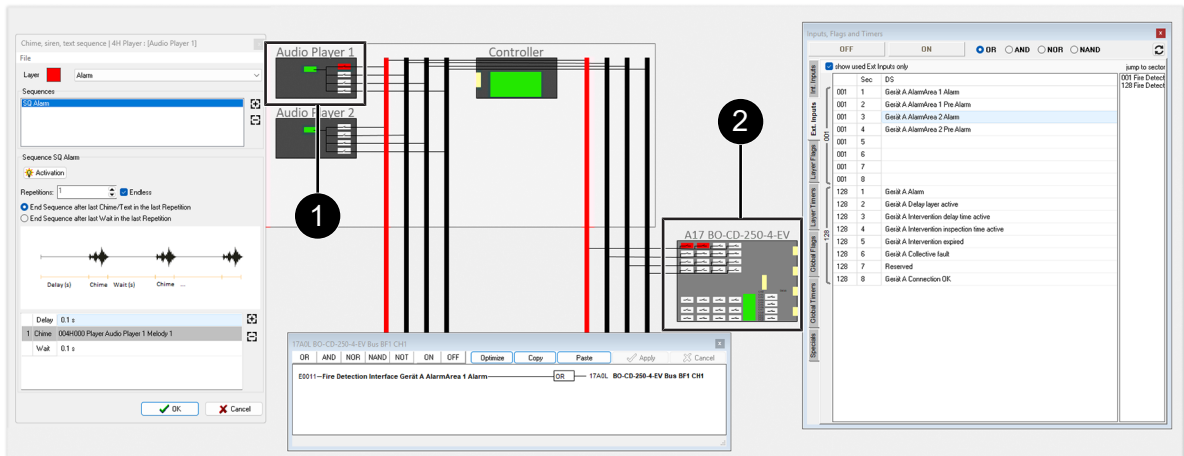 Chime, siren, text sequence | 4H Player : [Audio Player 1]
File
Layer Alarm
Sequences
SQ Alarm
Sequence SQ Alarm
Activation
Repetitions: 1 Endless
End Sequence after last Chime/Text in the last Repetition
End Sequence after last Wait in the last Repetition
Delay (s) Chime Wait (s) Chime ...
Delay 0.1 s
1 Chime 004H000 Player Audio Player 1 Melody 1
Wait 0.1 s
OK Cancel
Audio Player 1
Controller
Audio Player 2
1
2
A17 BO-CD-250-4-EV
17A0L BO-CD-250-4-EV Bus BF1 CH1
OR AND NOR NAND NOT ON OFF Optimize Copy Paste Apply Cancel
E0011 Fire Detection Interface Gerät A AlarmArea 1 Alarm OR 17A0L BO-CD-250-4-EV Bus BF1 CH1
Inputs, Flags and Timers
OFF ON OR AND NOR NAND
show used Ext Inputs only
jump to sector
001 Fire Detect
128 Fire Detect
Int. Inputs
Ext. Inputs
Layer Flags
Layer Timers
Global Flags
Global Timers
Specials
Sec DS
001
001 1 Gerät A AlarmArea 1 Alarm
001 2 Gerät A AlarmArea 1 Pre Alarm
001 3 Gerät A AlarmArea 2 Alarm
001 4 Gerät A AlarmArea 2 Pre Alarm
001 5
001 6
001 7
001 8
128
128 1 Gerät A Alarm
128 2 Gerät A Delay layer active
128 3 Gerät A Intervention delay time active
128 4 Gerät A Intervention inspection time active
128 5 Gerät A Intervention expired
128 6 Gerät A Collective fault
128 7 Reserved
128 8 Gerät A Connection OK